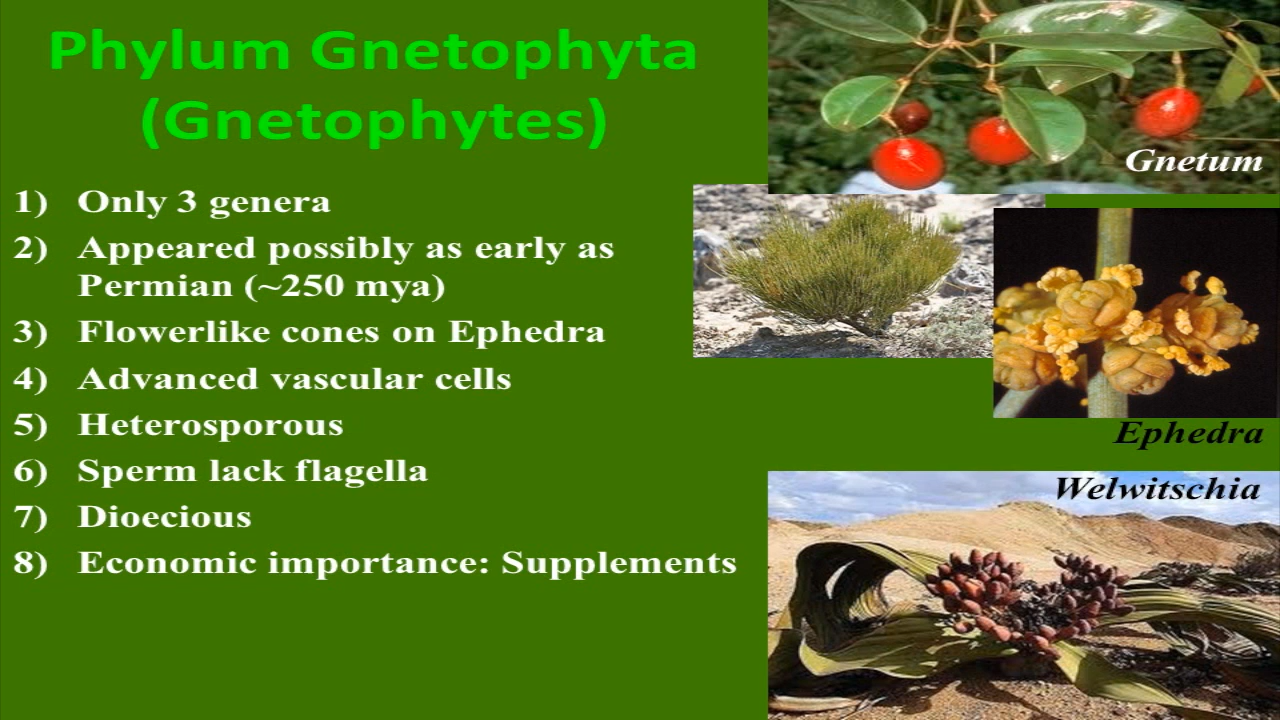 Phylum Gnetophyta
(Gnetophytes)
1) Only 3 genera
2) Appeared possibly as early as
Permian (~250 mya)
3) Flowerlike cones on Ephedra
4) Advanced vascular cells
5) Heterosporous
6) Sperm lack flagella
7) Dioecious
8) Economic importance: Supplements
Gnetum
Ephedra
Welwitschia